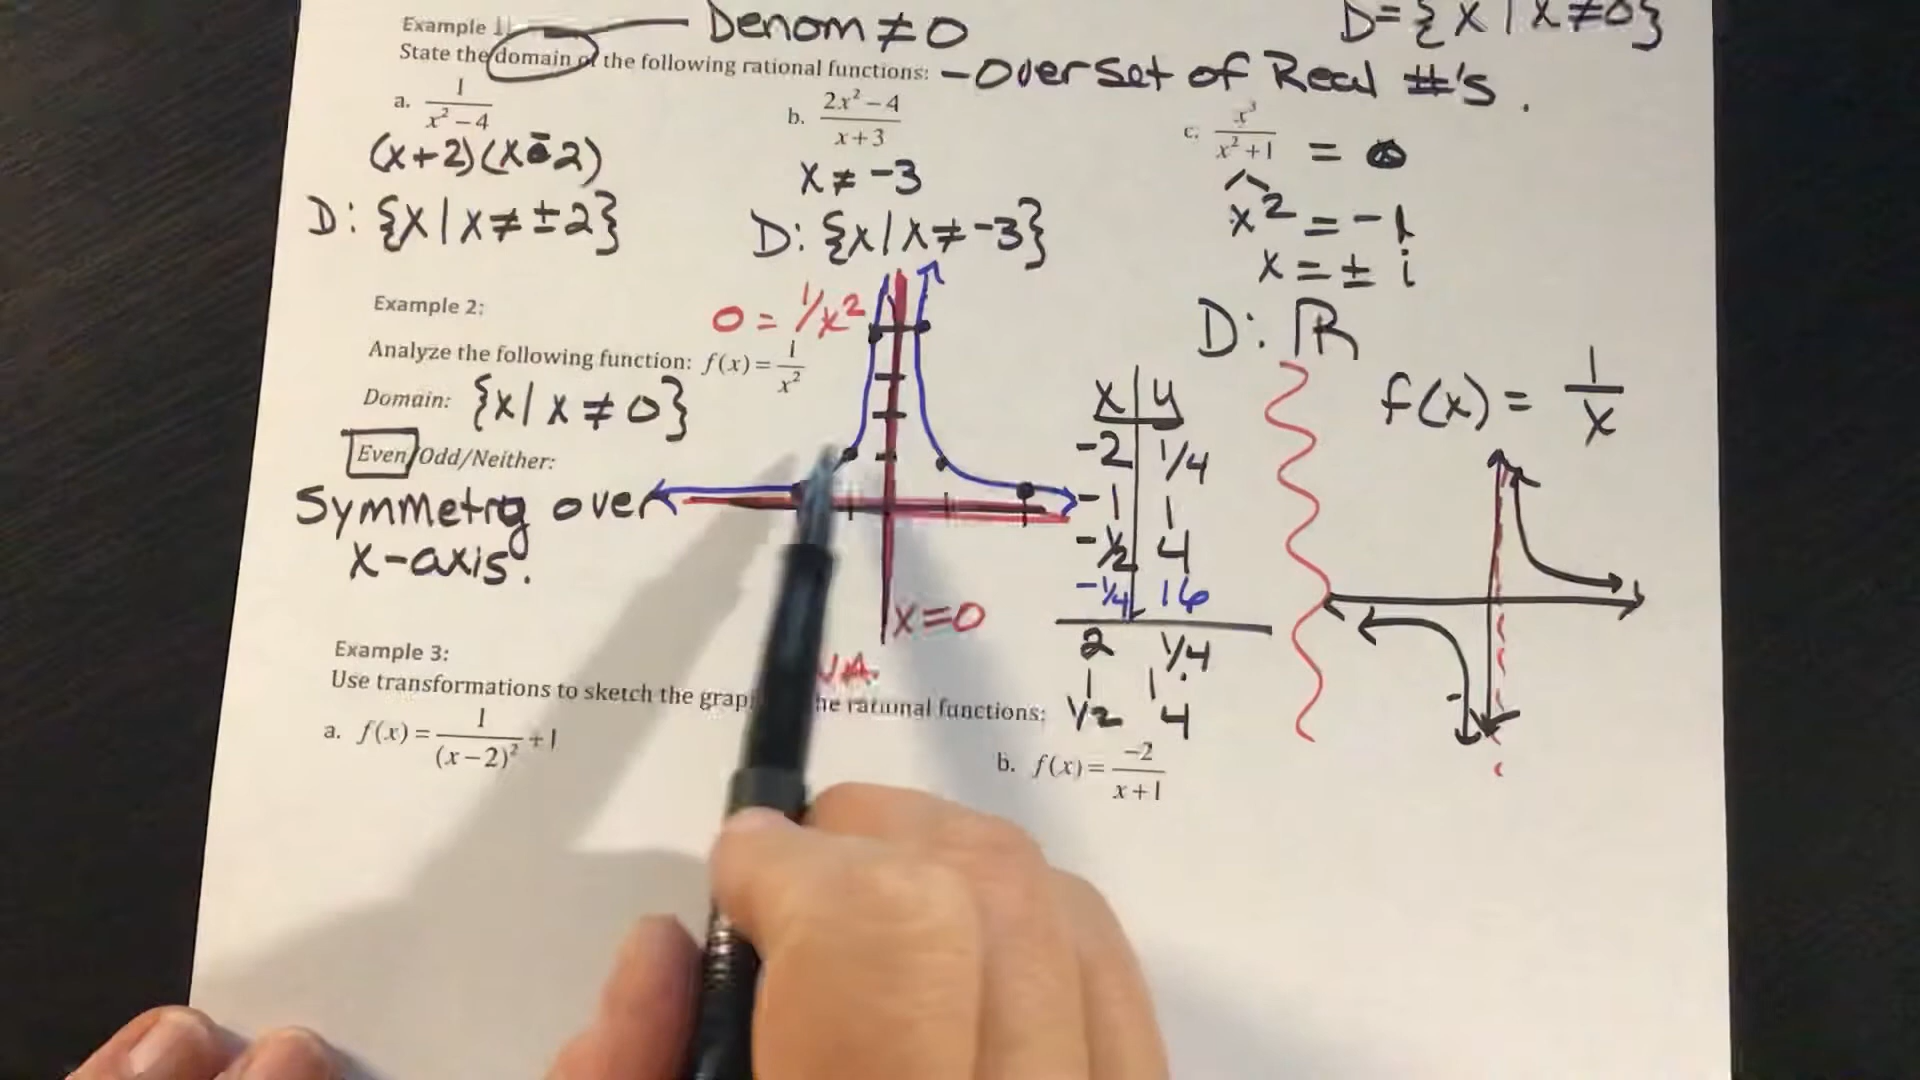 Example 1: Denom ≠ 0 D={x | x≠0}
State the domain of the following rational functions: -Over set of Real #'s.
a. 1/(x² – 4) b. (2x² – 4)/(x+3) c. x³/(x²+1) =
(x+2)(x-2) x ≠ -3 x² = -1
D: {x | x ≠ ±2} D: {x | x ≠ -3} x = ± i
Example 2: 0 = 1/x² D: ℝ
Analyze the following function: f(x) = 1/x² f(x) = 1/x
Domain: {x | x ≠ 0}
Even/Odd/Neither:
Symmetry over
x-axis.
x | y
-2 | 1/4
-1 | 1
-1/2 | 4
-1/4 | 16
2 1/4
1 1
1/2 4
x=0
V.A.
Example 3:
Use transformations to sketch the rational functions:
a. f(x) = 1/(x–2)² +1 b. f(x) = –2/(x+1)